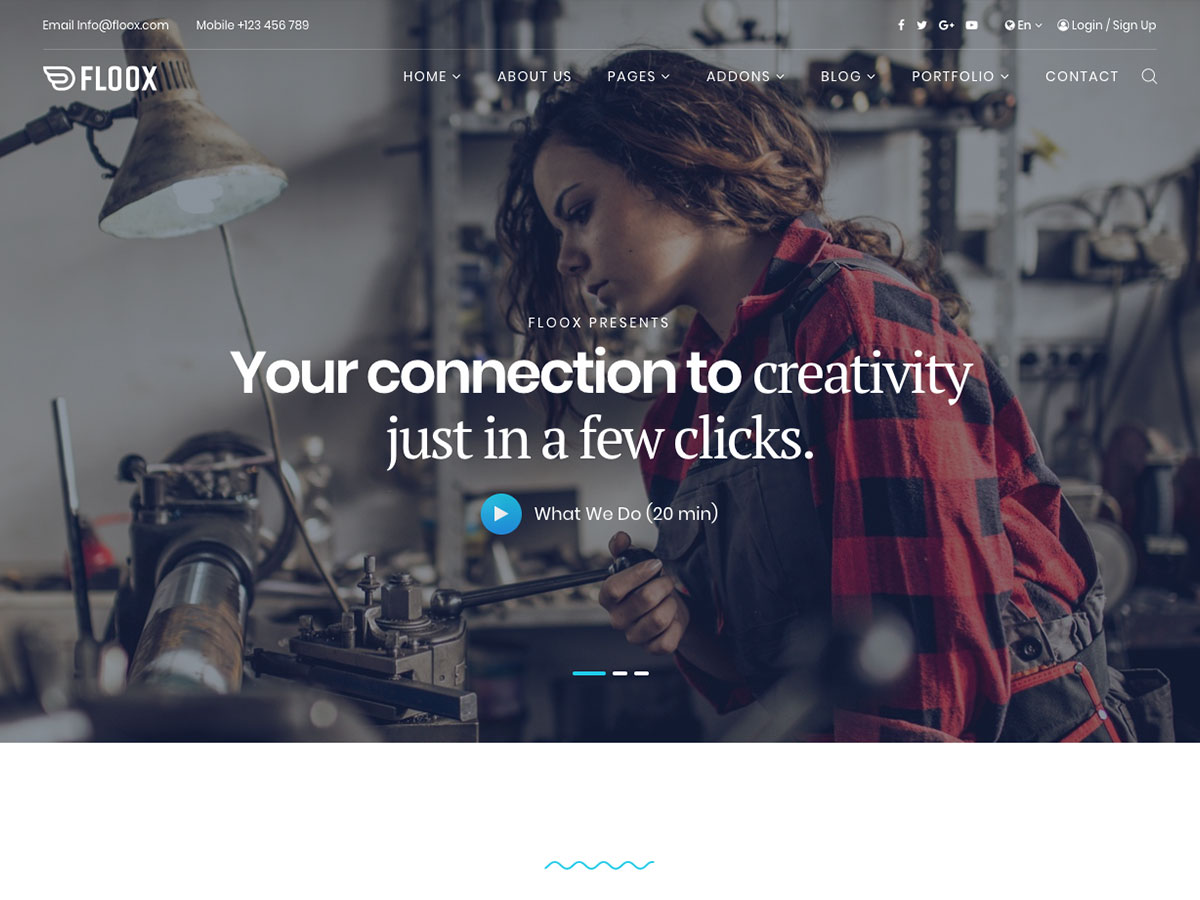 Email Info@floox.com Mobile +123 456 789 En Login / Sign Up
FLOOX HOME ABOUT US PAGES ADDONS BLOG PORTFOLIO CONTACT
FLOOX PRESENTS
Your connection to creativity
just in a few clicks.
What We Do (20 min)